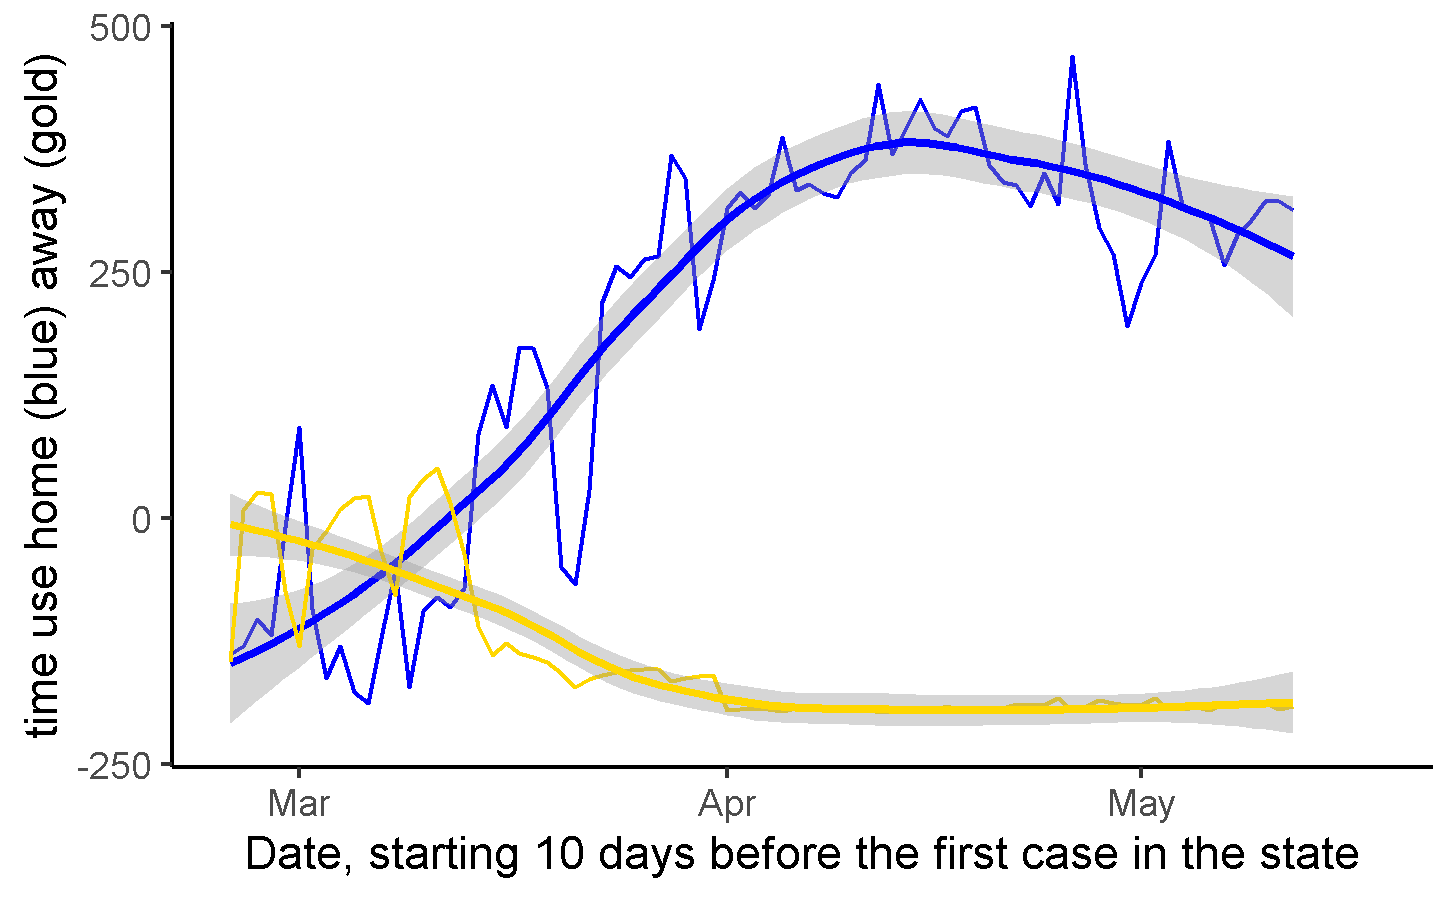 time use home (blue) away (gold)
500
250
0
-250
Mar
Apr
May
Date, starting 10 days before the first case in the state